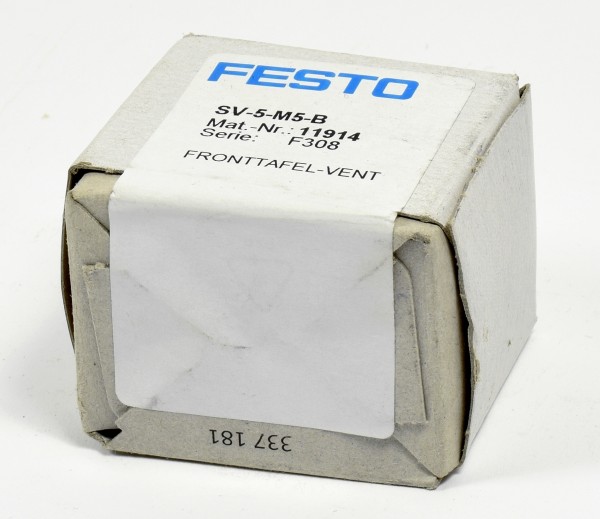 FESTO
SV-5-M5-B
Mat.-Nr.: 11914
Serie: F308
FRONTTAFEL-VENT
337 181